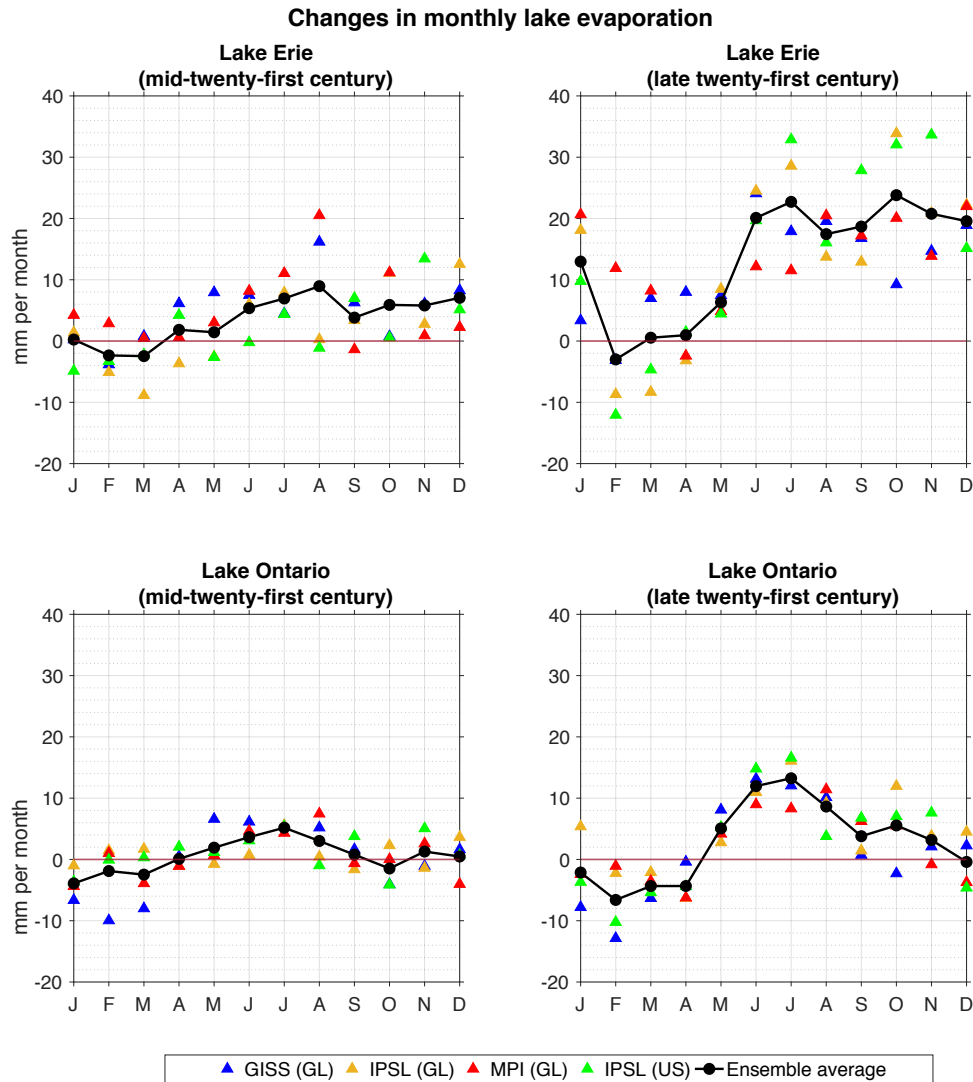 Changes in monthly lake evaporation
Lake Erie
(mid-twenty-first century)
40
30
20
10
0
-10
-20
mm per month
J F M A M J J A S O N D
Lake Erie
(late twenty-first century)
40
30
20
10
0
-10
-20
J F M A M J J A S O N D
Lake Ontario
(mid-twenty-first century)
40
30
20
10
0
-10
-20
mm per month
J F M A M J J A S O N D
Lake Ontario
(late twenty-first century)
40
30
20
10
0
-10
-20
J F M A M J J A S O N D
GISS (GL) IPSL (GL) MPI (GL) IPSL (US) Ensemble average